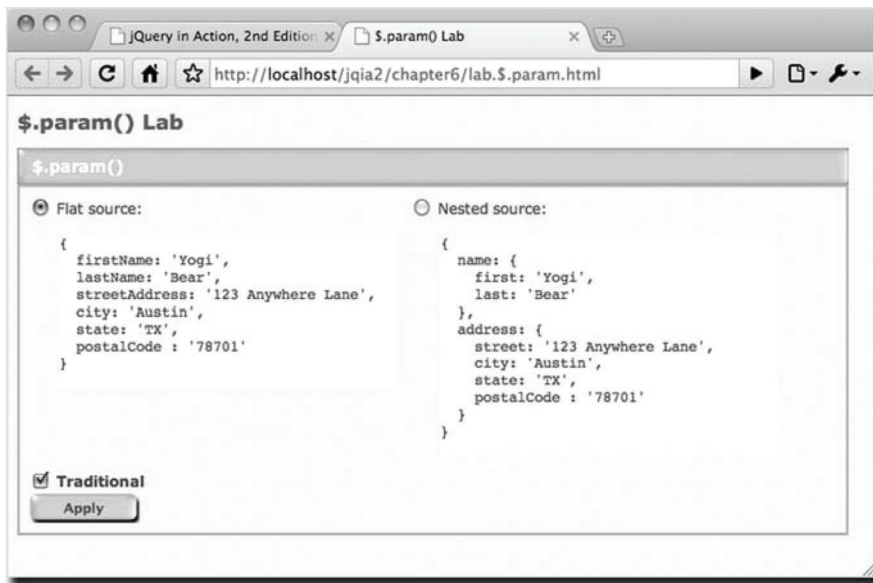 jQuery in Action, 2nd Edition
$.param() Lab
http://localhost/jqia2/chapter6/lab.$.param.html
$.param() Lab
$.param()
Flat source:
{
firstName: 'Yogi',
lastName: 'Bear',
streetAddress: '123 Anywhere Lane',
city: 'Austin',
state: 'TX',
postalCode : '78701'
}
Nested source:
{
name: {
first: 'Yogi',
last: 'Bear'
},
address: {
street: '123 Anywhere Lane',
city: 'Austin',
state: 'TX',
postalCode : '78701'
}
}
Traditional
Apply